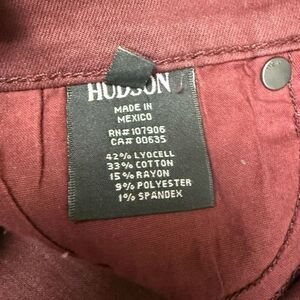 HUDSON
MADE IN
MEXICO
RN#107906
CA# 00635
42% LYOCELL
33% COTTON
15% RAYON
9% POLYESTER
1% SPANDEX